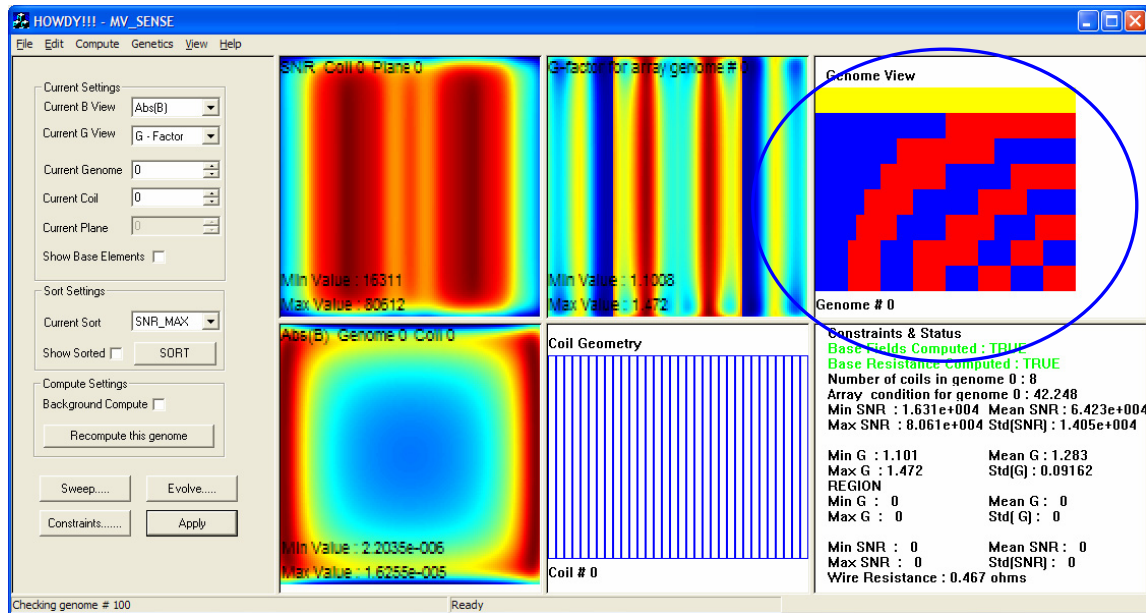 HOWDY!!! - MV_SENSE
File Edit Compute Genetics View Help
Current Settings
Current B View Abs(B)
Current G View G - Factor
Current Genome 0
Current Coil 0
Current Plane 0
Show Base Elements
Sort Settings
Current Sort SNR_MAX
Show Sorted SORT
Compute Settings
Background Compute
Recompute this genome
Sweep..... Evolve.....
Constraints....... Apply
SNR Coil 0 Plane 0
Min Value : 16311
Max Value : 80612
G-factor for array genome # 0
Min Value : 1.1008
Max Value : 1.472
Genome View
Genome # 0
Abs(B) Genome 0 Coil 0
Min Value : 2.2035e-006
Max Value : 1.6255e-005
Coil Geometry
Coil # 0
Constraints & Status
Base Fields Computed : TRUE
Base Resistance Computed : TRUE
Number of coils in genome 0 : 8
Array condition for genome 0 : 42.248
Min SNR : 1.631e+004 Mean SNR : 6.423e+004
Max SNR : 8.061e+004 Std(SNR) : 1.405e+004
Min G : 1.101 Mean G : 1.283
Max G : 1.472 Std(G) : 0.09162
REGION
Min G : 0 Mean G : 0
Max G : 0 Std( G) : 0
Min SNR : 0 Mean SNR : 0
Max SNR : 0 Std(SNR) : 0
Wire Resistance : 0.467 ohms
Checking genome # 100 Ready